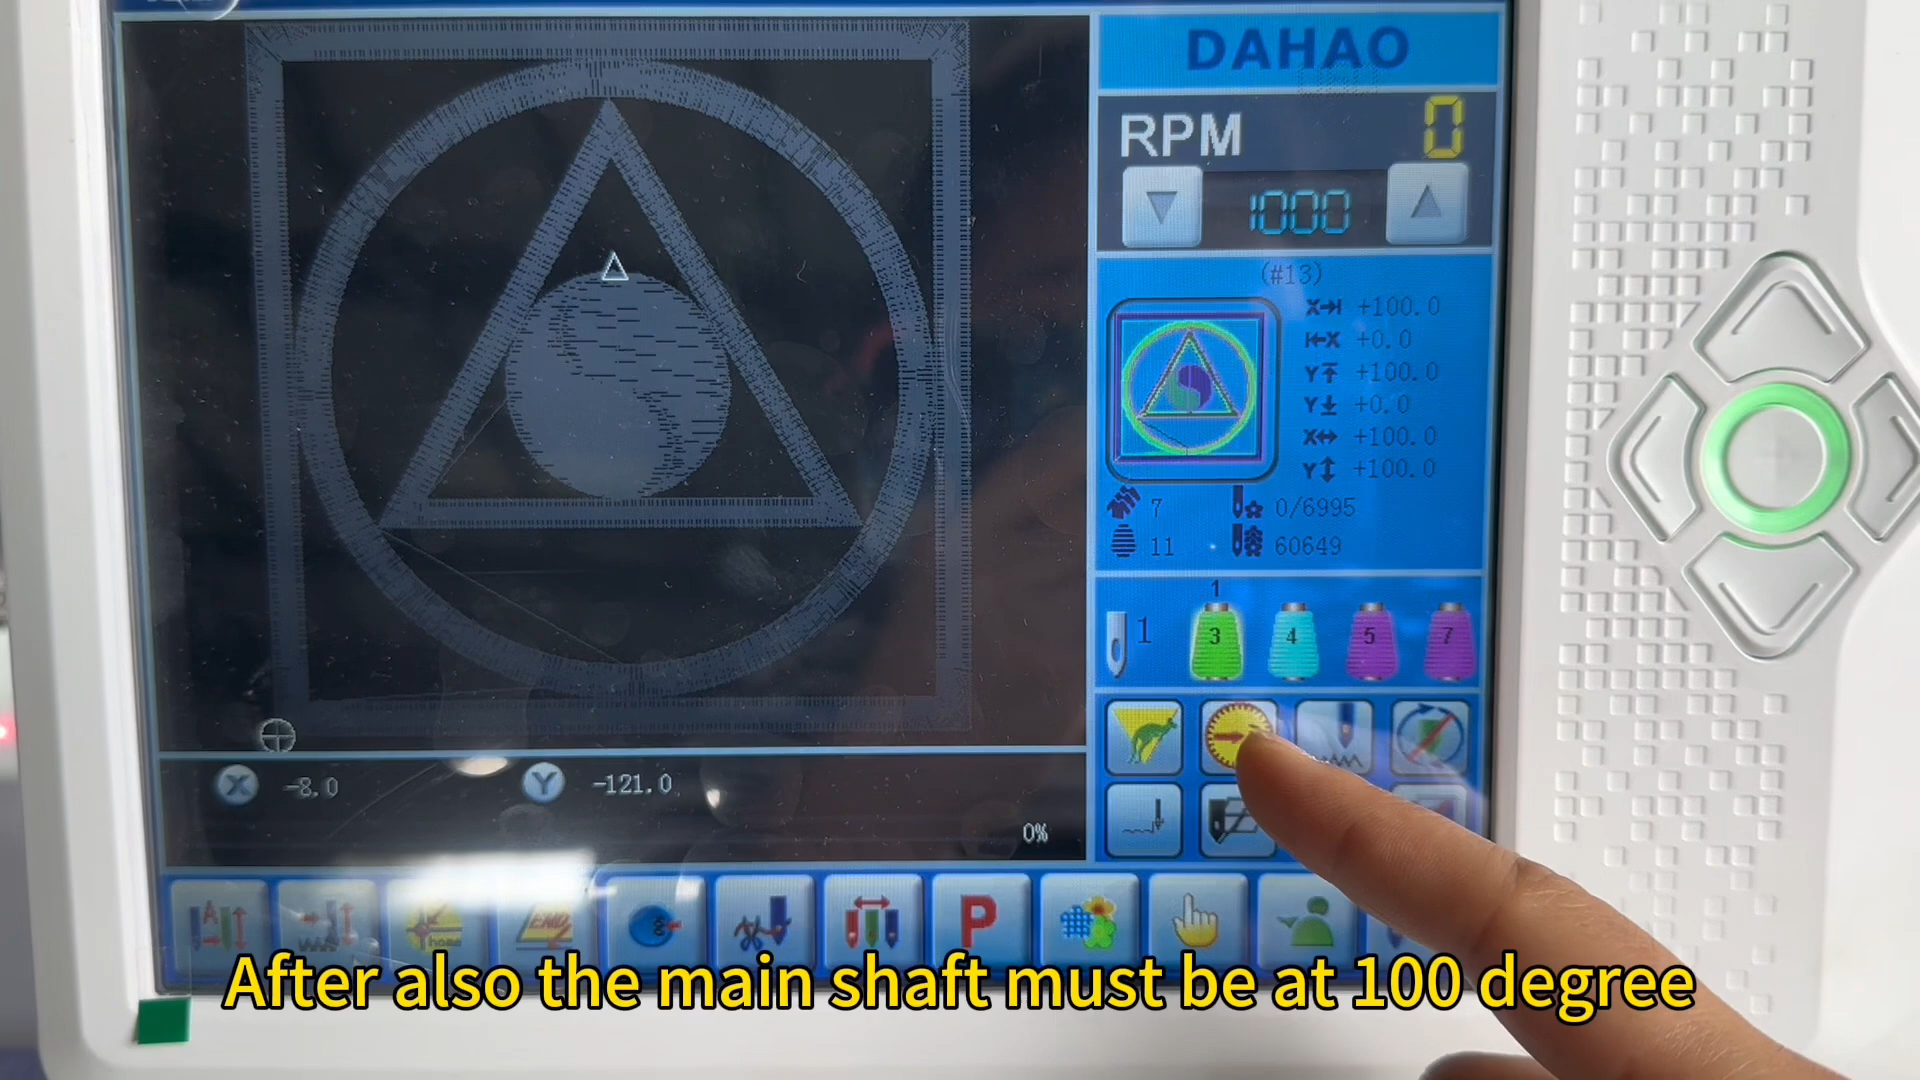 DAHAO
RPM 0
1000
(#13)
X +100.0
X +0.0
Y +100.0
Y +0.0
X +100.0
Y +100.0
7 0/6995
11 60649
1
1 3 4 5 7
X -8.0 Y -121.0
0%
A home END P
After also the main shaft must be at 100 degree